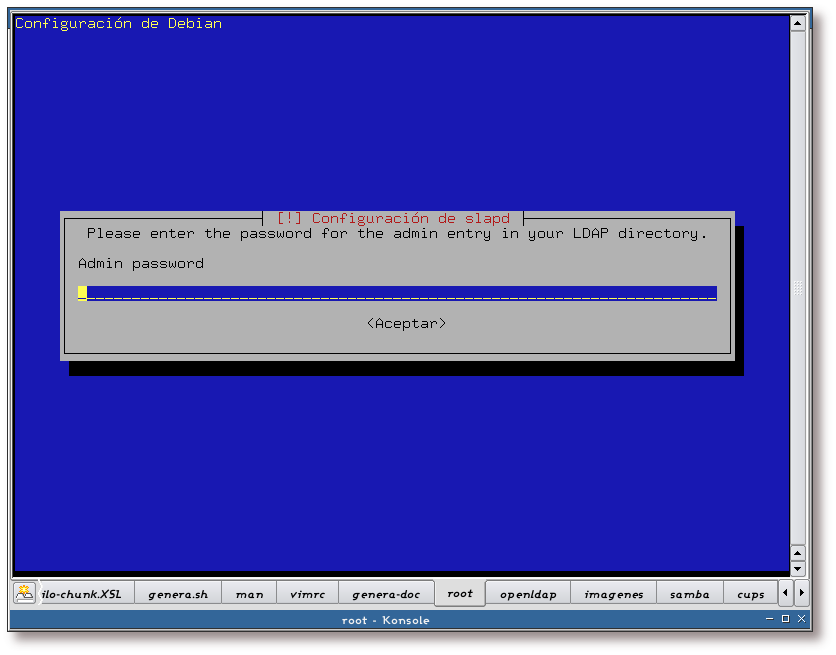 Configuración de Debian
[!] Configuración de slapd
Please enter the password for the admin entry in your LDAP directory.
Admin password
<Aceptar>
ilo-chunk.XSL genera.sh man vimrc genera-doc root openldap imagenes samba cups
root - Konsole